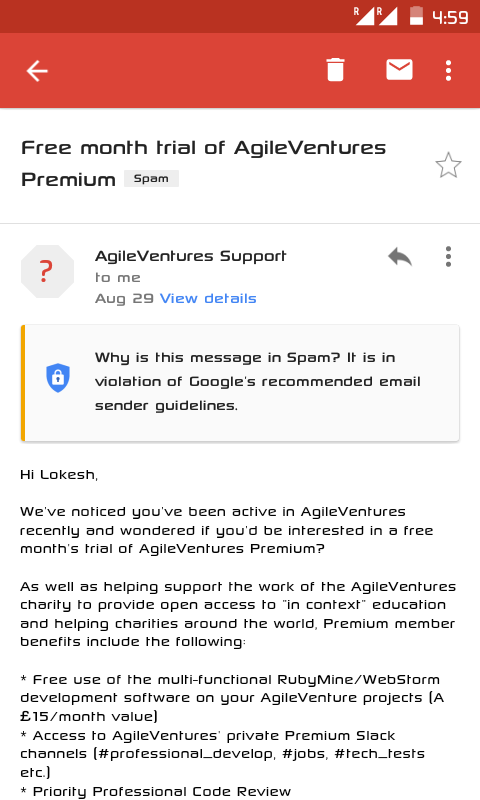 R R 4:59
Free month trial of AgileVentures
Premium Spam
? AgileVentures Support
to me
Aug 29 View details
Why is this message in Spam? It is in
violation of Google's recommended email
sender guidelines.
Hi Lokesh,
We've noticed you've been active in AgileVentures
recently and wondered if you'd be interested in a free
month's trial of AgileVentures Premium?
As well as helping support the work of the AgileVentures
charity to provide open access to "in context" education
and helping charities around the world, Premium member
benefits include the following:
* Free use of the multi-functional RubyMine/WebStorm
development software on your AgileVenture projects (A
£15/month value)
* Access to AgileVentures' private Premium Slack
channels (#professional_develop, #jobs, #tech_tests
etc.)
* Priority Professional Code Review